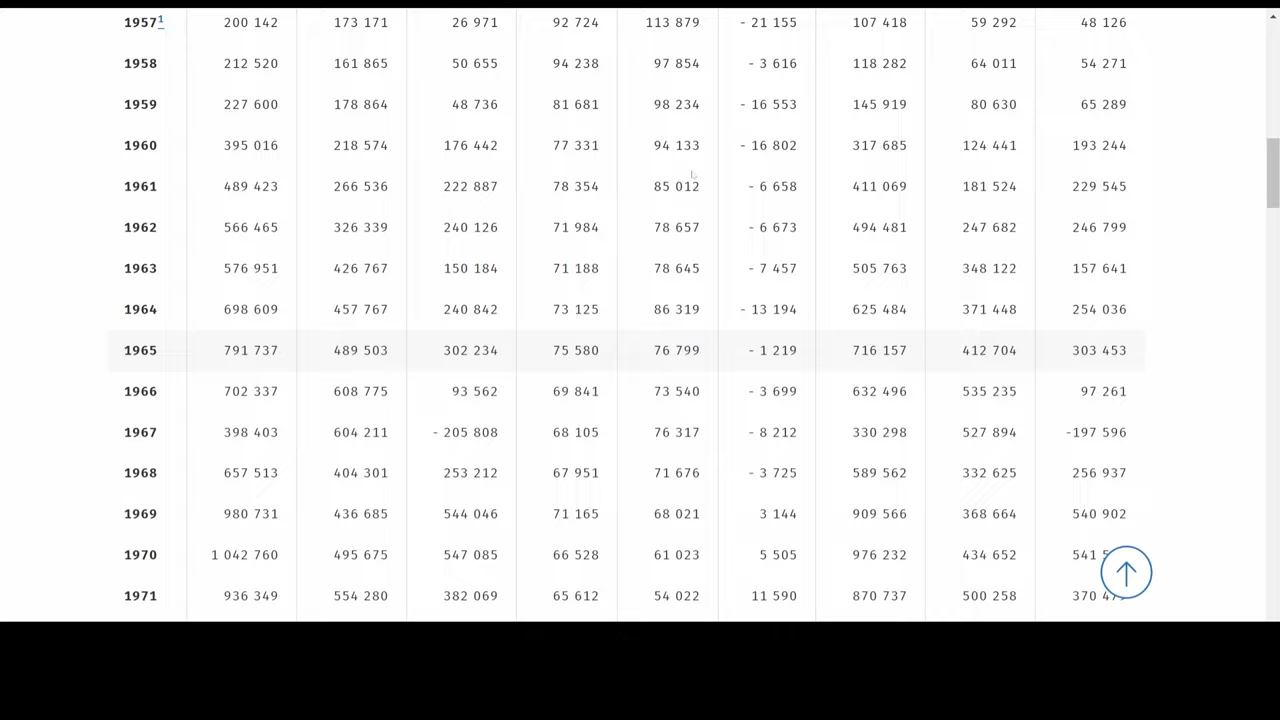 1957¹ 200 142 173 171 26 971 92 724 113 879 - 21 155 107 418 59 292 48 126
1958 212 520 161 865 50 655 94 238 97 854 - 3 616 118 282 64 011 54 271
1959 227 600 178 864 48 736 81 681 98 234 - 16 553 145 919 80 630 65 289
1960 395 016 218 574 176 442 77 331 94 133 - 16 802 317 685 124 441 193 244
1961 489 423 266 536 222 887 78 354 85 012 - 6 658 411 069 181 524 229 545
1962 566 465 326 339 240 126 71 984 78 657 - 6 673 494 481 247 682 246 799
1963 576 951 426 767 150 184 71 188 78 645 - 7 457 505 763 348 122 157 641
1964 698 609 457 767 240 842 73 125 86 319 - 13 194 625 484 371 448 254 036
1965 791 737 489 503 302 234 75 580 76 799 - 1 219 716 157 412 704 303 453
1966 702 337 608 775 93 562 69 841 73 540 - 3 699 632 496 535 235 97 261
1967 398 403 604 211 - 205 808 68 105 76 317 - 8 212 330 298 527 894 -197 596
1968 657 513 404 301 253 212 67 951 71 676 - 3 725 589 562 332 625 256 937
1969 980 731 436 685 544 046 71 165 68 021 3 144 909 566 368 664 540 902
1970 1 042 760 495 675 547 085 66 528 61 023 5 505 976 232 434 652 541
1971 936 349 554 280 382 069 65 612 54 022 11 590 870 737 500 258 370